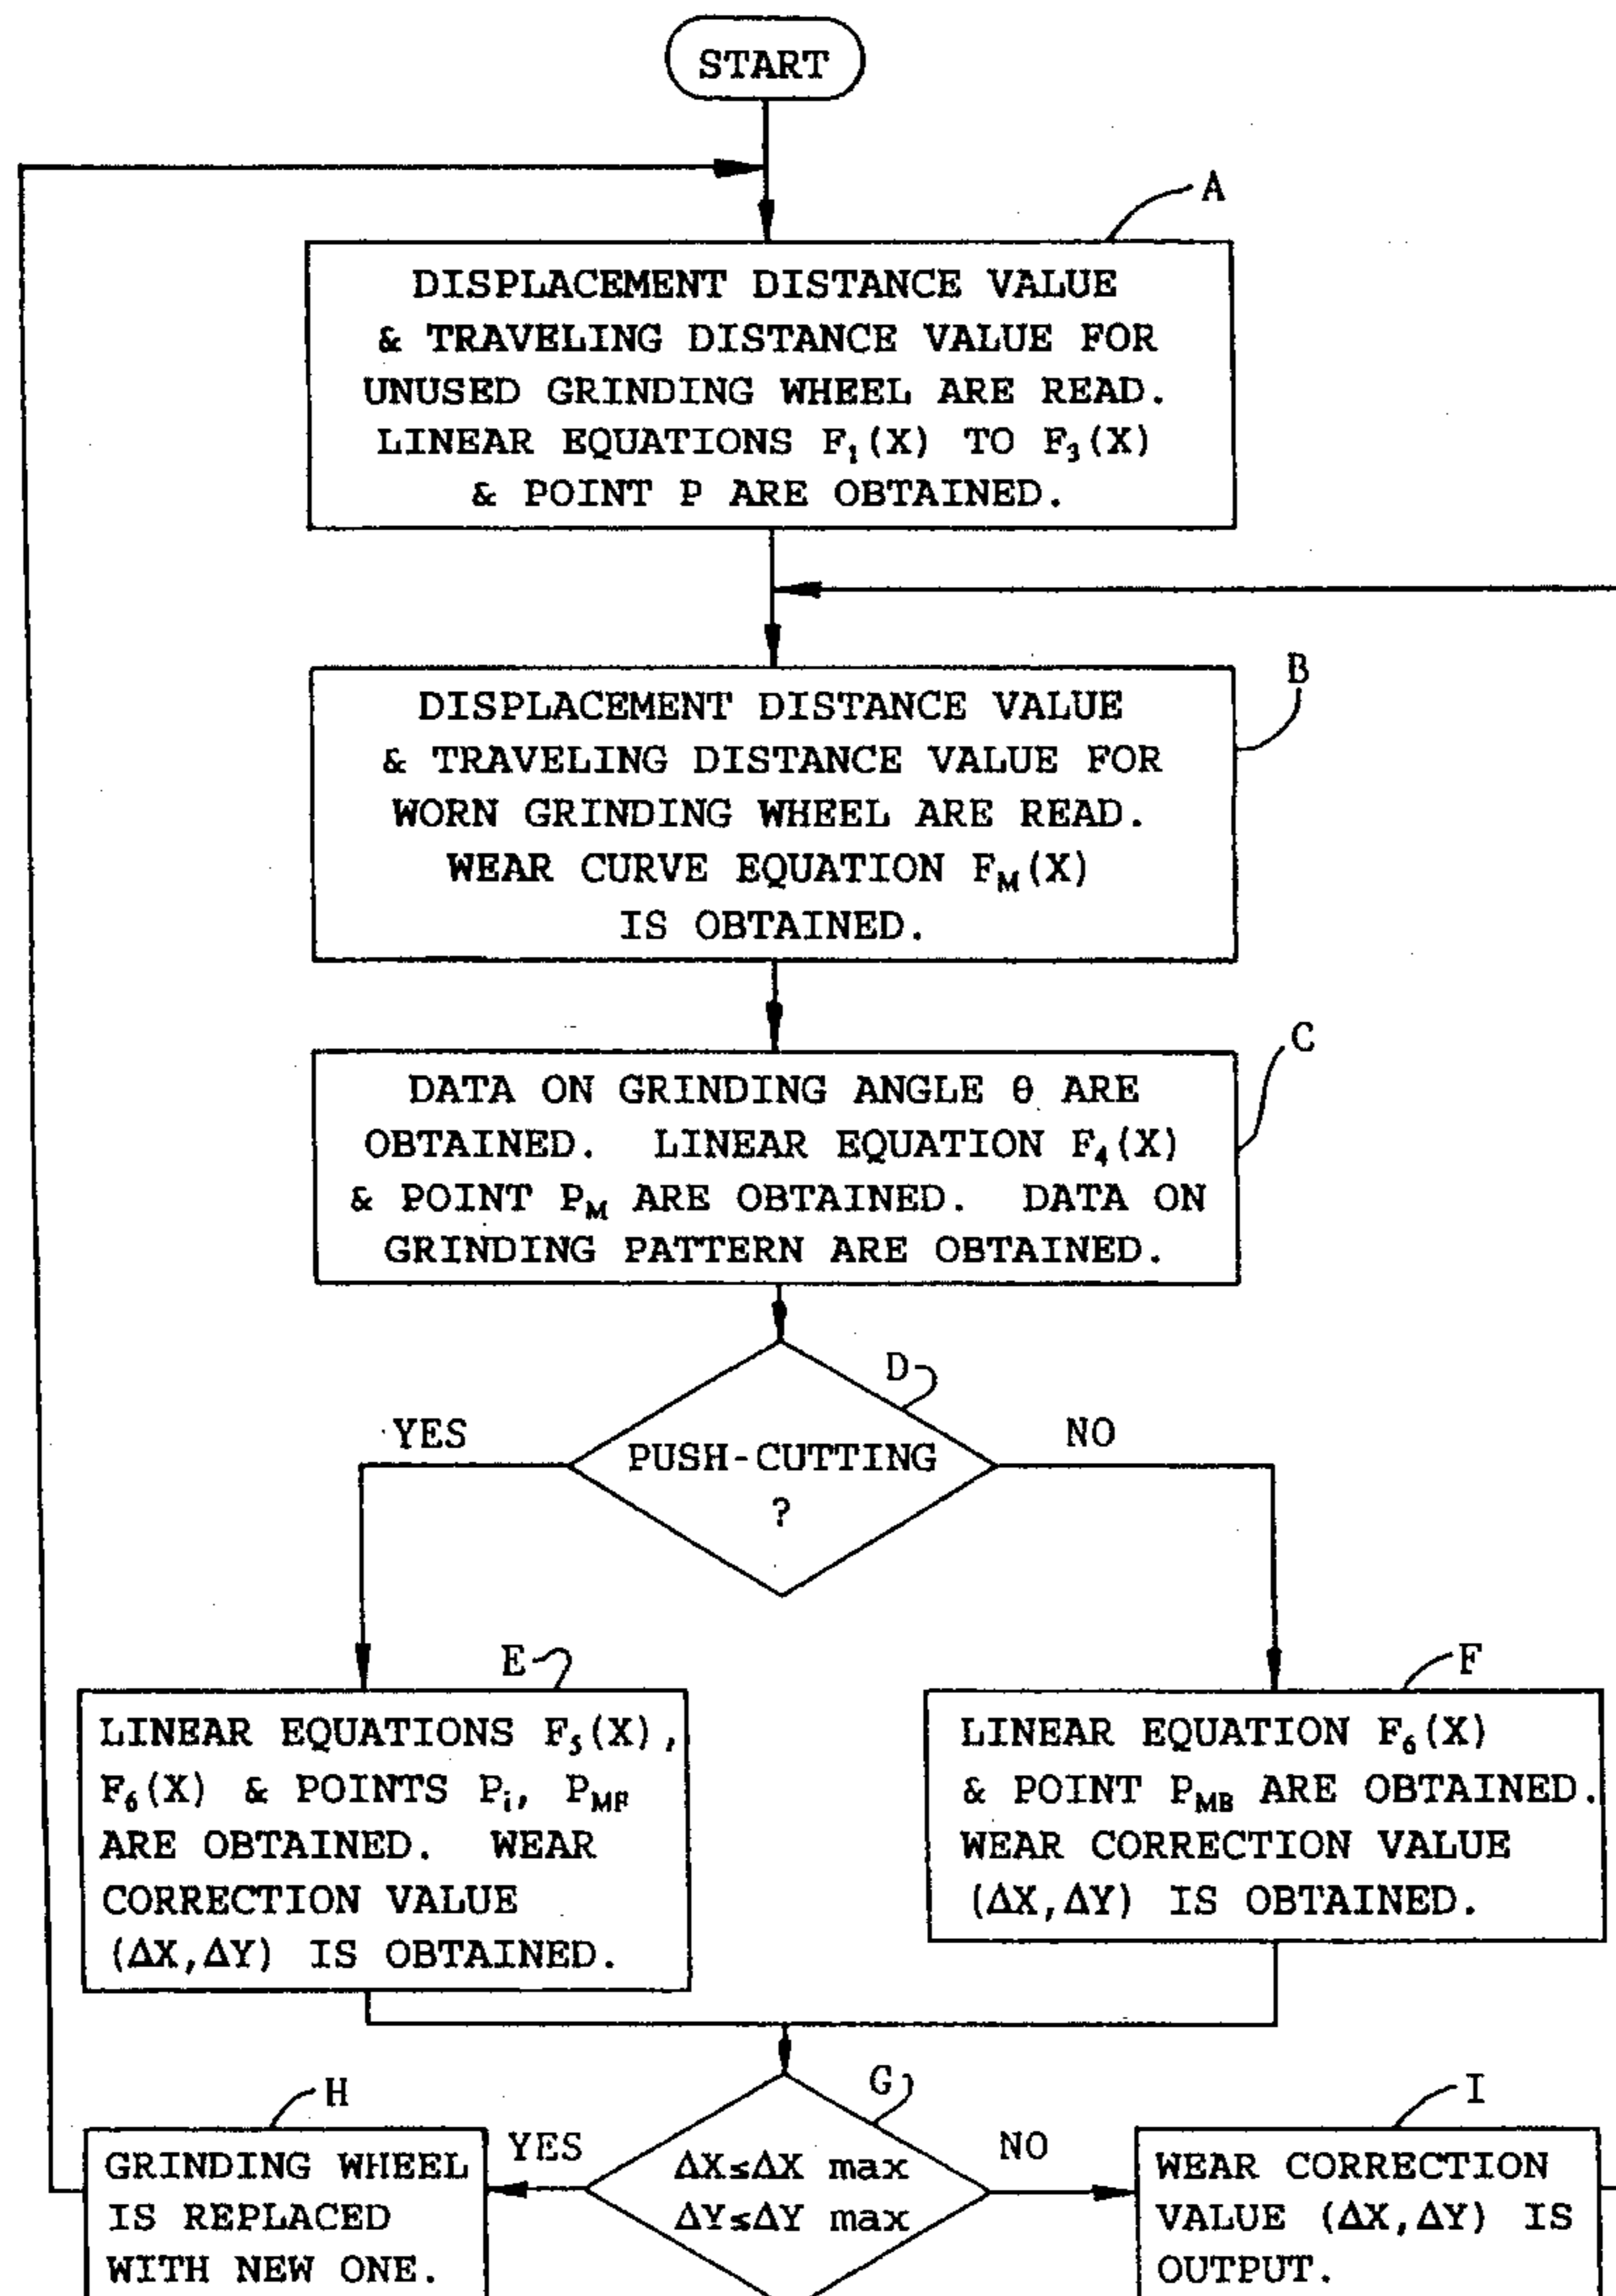 START
A
DISPLACEMENT DISTANCE VALUE
& TRAVELING DISTANCE VALUE FOR
UNUSED GRINDING WHEEL ARE READ.
LINEAR EQUATIONS F₁(X) TO F₃(X)
& POINT P ARE OBTAINED.
B
DISPLACEMENT DISTANCE VALUE
& TRAVELING DISTANCE VALUE FOR
WORN GRINDING WHEEL ARE READ.
WEAR CURVE EQUATION F_M(X)
IS OBTAINED.
C
DATA ON GRINDING ANGLE θ ARE
OBTAINED. LINEAR EQUATION F₄(X)
& POINT P_M ARE OBTAINED. DATA ON
GRINDING PATTERN ARE OBTAINED.
D
YES
NO
PUSH-CUTTING
?
E
LINEAR EQUATIONS F₅(X),
F₆(X) & POINTS P_i, P_MF
ARE OBTAINED. WEAR
CORRECTION VALUE
(ΔX,ΔY) IS OBTAINED.
F
LINEAR EQUATION F₆(X)
& POINT P_MB ARE OBTAINED.
WEAR CORRECTION VALUE
(ΔX,ΔY) IS OBTAINED.
G
H
GRINDING WHEEL
IS REPLACED
WITH NEW ONE.
YES
ΔX≤ΔX max
ΔY≤ΔY max
NO
I
WEAR CORRECTION
VALUE (ΔX,ΔY) IS
OUTPUT.